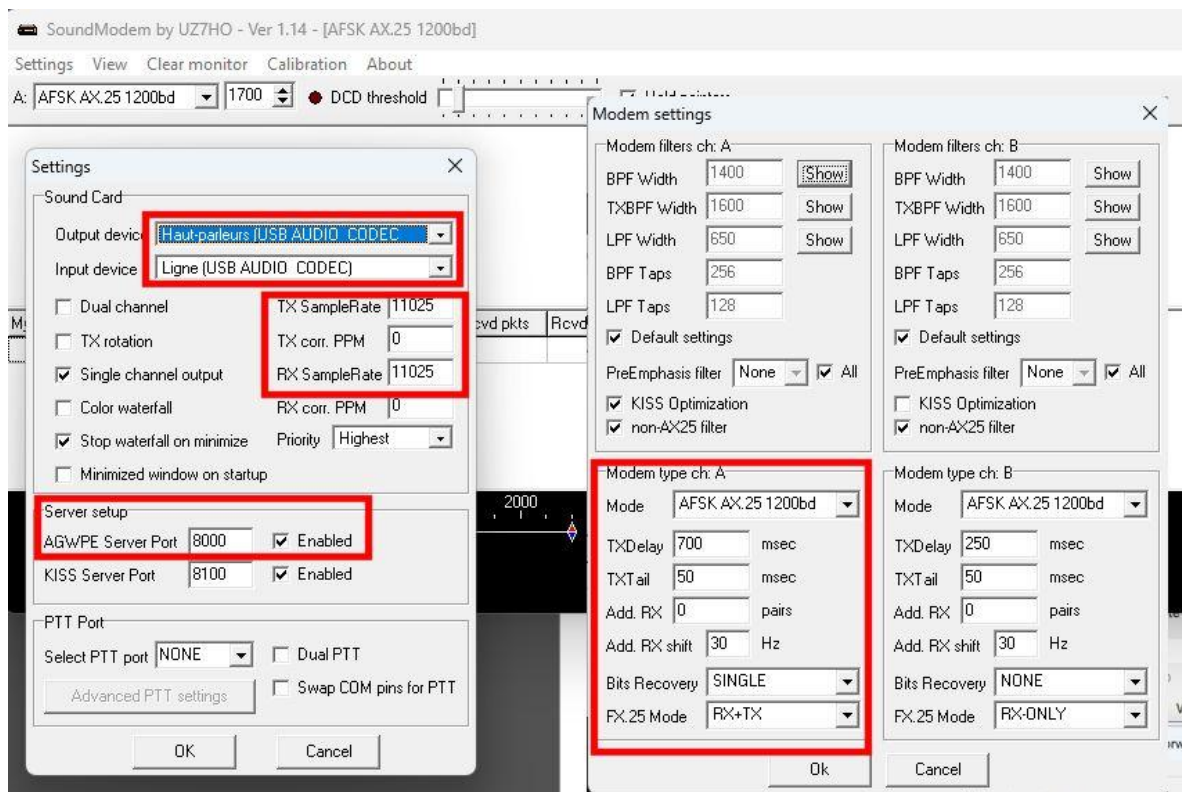 SoundModem by UZ7HO - Ver 1.14 - [AFSK AX.25 1200bd]
Settings View Clear monitor Calibration About
A: AFSK AX.25 1200bd 1700 DCD threshold
Settings
Sound Card
Output device Haut-parleurs (USB AUDIO CODEC
Input device Ligne (USB AUDIO CODEC)
Dual channel TX SampleRate 11025
TX rotation TX corr. PPM 0
Single channel output RX SampleRate 11025
Color waterfall RX corr. PPM 0
Stop waterfall on minimize Priority Highest
Minimized window on startup
Server setup
AGWPE Server Port 8000 Enabled
KISS Server Port 8100 Enabled
PTT Port
Select PTT port NONE Dual PTT
Advanced PTT settings Swap COM pins for PTT
OK Cancel
pkts
2000
Modem settings
Modem filters ch: A
BPF Width 1400 Show
TXBPF Width 1600 Show
LPF Width 650 Show
BPF Taps 256
LPF Taps 128
Default settings
PreEmphasis filter None All
KISS Optimization
non-AX25 filter
Modem type ch: A
Mode AFSK AX.25 1200bd
TXDelay 700 msec
TXTail 50 msec
Add. RX 0 pairs
Add. RX shift 30 Hz
Bits Recovery SINGLE
FX.25 Mode RX+TX
Modem filters ch: B
BPF Width 1400 Show
TXBPF Width 1600 Show
LPF Width 650 Show
BPF Taps 256
LPF Taps 128
Default settings
PreEmphasis filter None All
KISS Optimization
non-AX25 filter
Modem type ch: B
Mode AFSK AX.25 1200bd
TXDelay 250 msec
TXTail 50 msec
Add. RX 0 pairs
Add. RX shift 30 Hz
Bits Recovery NONE
FX.25 Mode RX-ONLY
Ok Cancel